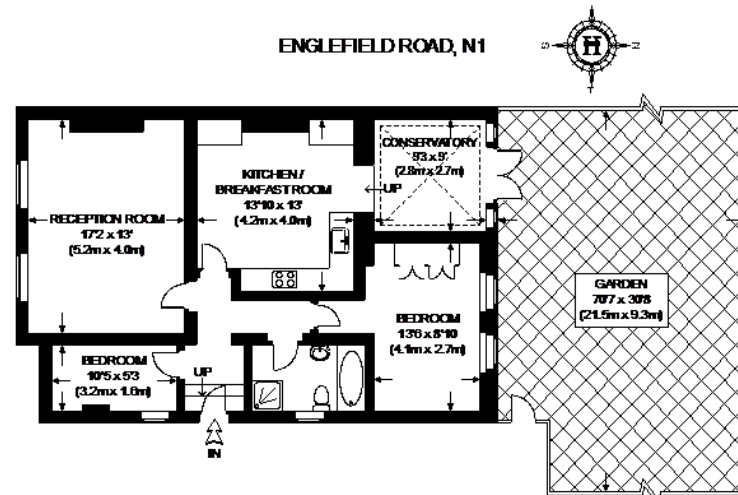 ENGLEFIELD ROAD, N1
H
S
N
CONSERVATORY
9'3 x 9'
(2.8m x 2.7m)
KITCHEN /
BREAKFAST ROOM
13'10 x 13'
(4.2m x 4.0m)
UP
RECEPTION ROOM
17'2 x 13'
(5.2m x 4.0m)
GARDEN
70'7 x 30'8
(21.5m x 9.3m)
BEDROOM
13'6 x 8'10
(4.1m x 2.7m)
BEDROOM
10'5 x 5'3
(3.2m x 1.6m)
UP
IN